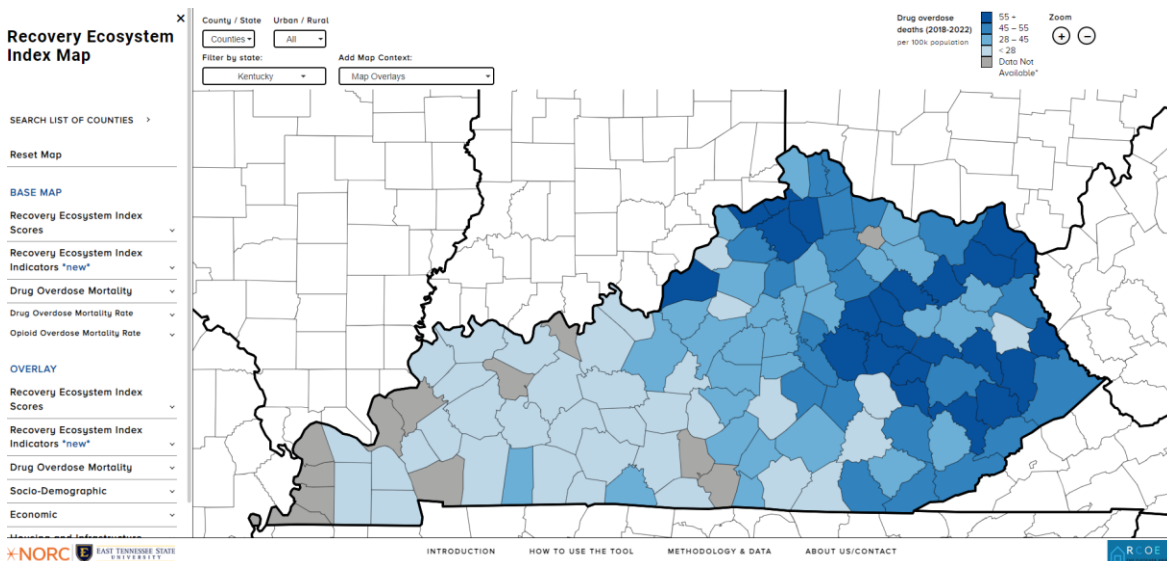 ×
Recovery Ecosystem
Index Map
SEARCH LIST OF COUNTIES >
Reset Map
BASE MAP
Recovery Ecosystem Index
Scores
Recovery Ecosystem Index
Indicators *new*
Drug Overdose Mortality
Drug Overdose Mortality Rate
Opioid Overdose Mortality Rate
OVERLAY
Recovery Ecosystem Index
Scores
Recovery Ecosystem Index
Indicators *new*
Drug Overdose Mortality
Socio-Demographic
Economic
Housing and Infrastructure
County / State
Urban / Rural
Counties
All
Filter by state:
Add Map Context:
Kentucky
Map Overlays
Drug overdose
deaths (2018-2022)
per 100k population
55 +
45 – 55
28 – 45
< 28
Data Not
Available*
Zoom
+ −
NORC
E
EAST TENNESSEE STATE
UNIVERSITY
INTRODUCTION
HOW TO USE THE TOOL
METHODOLOGY & DATA
ABOUT US/CONTACT
RCOE